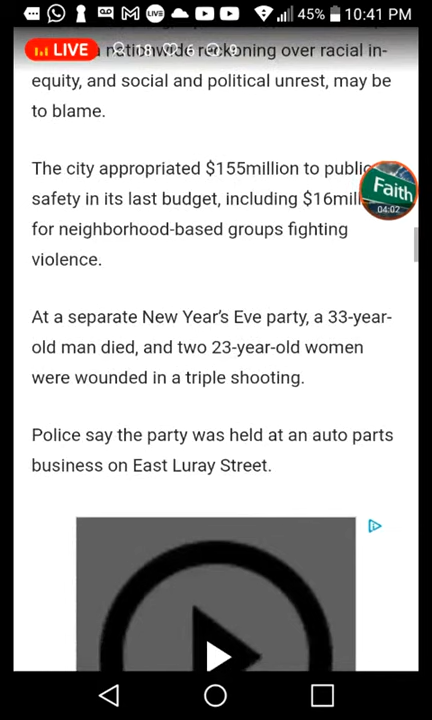 LIVE 45% 10:41 PM
LIVE
a nationwide reckoning over racial in-
equity, and social and political unrest, may be
to blame.
The city appropriated $155million to public
safety in its last budget, including $16mill
for neighborhood-based groups fighting
violence.
Faith
04:02
At a separate New Year's Eve party, a 33-year-
old man died, and two 23-year-old women
were wounded in a triple shooting.
Police say the party was held at an auto parts
business on East Luray Street.